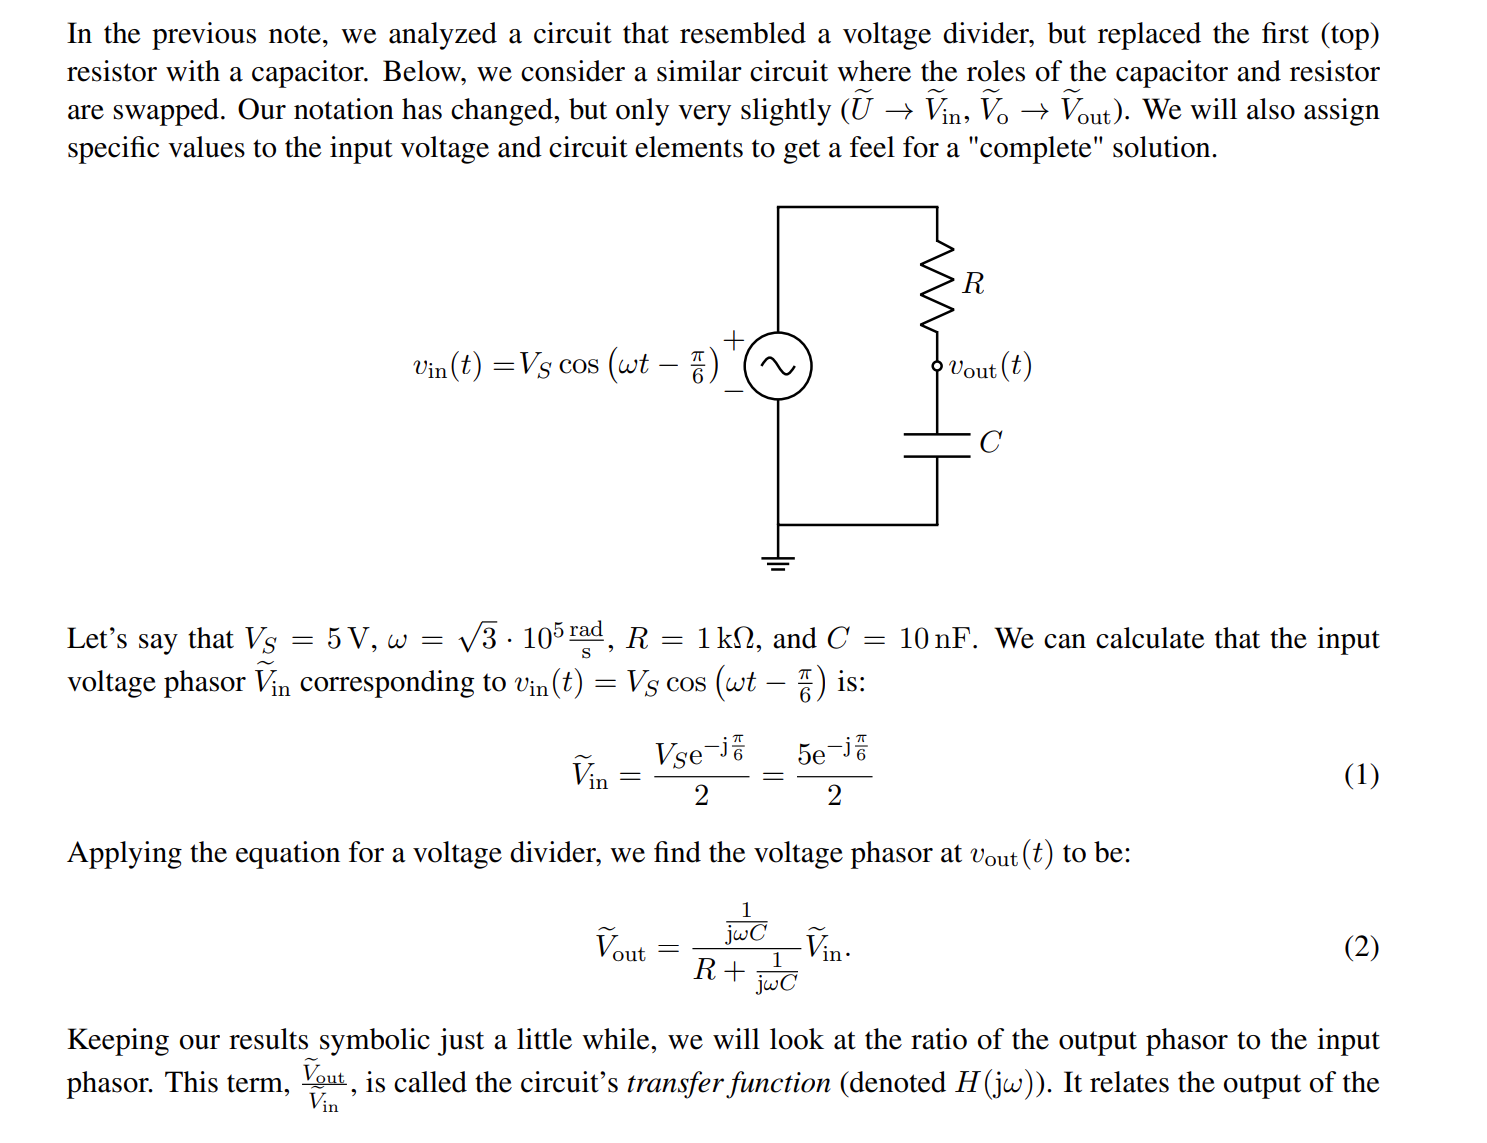 In the previous note, we analyzed a circuit that resembled a voltage divider, but replaced the first (top)
resistor with a capacitor. Below, we consider a similar circuit where the roles of the capacitor and resistor
are swapped. Our notation has changed, but only very slightly ($\widetilde{U} \to \widetilde{V}_{\text{in}}$, $\widetilde{V}_{\text{o}} \to \widetilde{V}_{\text{out}}$). We will also assign
specific values to the input voltage and circuit elements to get a feel for a "complete" solution.
$R$
$v_{\text{in}}(t) = V_S \cos\left(\omega t - \frac{\pi}{6}\right)$ + −
$v_{\text{out}}(t)$
$C$
Let's say that $V_S = 5\,\text{V}$, $\omega = \sqrt{3} \cdot 10^5 \frac{\text{rad}}{\text{s}}$, $R = 1\,\text{k}\Omega$, and $C = 10\,\text{nF}$. We can calculate that the input
voltage phasor $\widetilde{V}_{\text{in}}$ corresponding to $v_{\text{in}}(t) = V_S \cos\left(\omega t - \frac{\pi}{6}\right)$ is:
$\widetilde{V}_{\text{in}} = \frac{V_S \text{e}^{-\text{j}\frac{\pi}{6}}}{2} = \frac{5\text{e}^{-\text{j}\frac{\pi}{6}}}{2}$ (1)
Applying the equation for a voltage divider, we find the voltage phasor at $v_{\text{out}}(t)$ to be:
$\widetilde{V}_{\text{out}} = \frac{\frac{1}{\text{j}\omega C}}{R + \frac{1}{\text{j}\omega C}} \widetilde{V}_{\text{in}}.$ (2)
Keeping our results symbolic just a little while, we will look at the ratio of the output phasor to the input
phasor. This term, $\frac{\widetilde{V}_{\text{out}}}{\widetilde{V}_{\text{in}}}$, is called the circuit's transfer function (denoted $H(\text{j}\omega)$). It relates the output of the